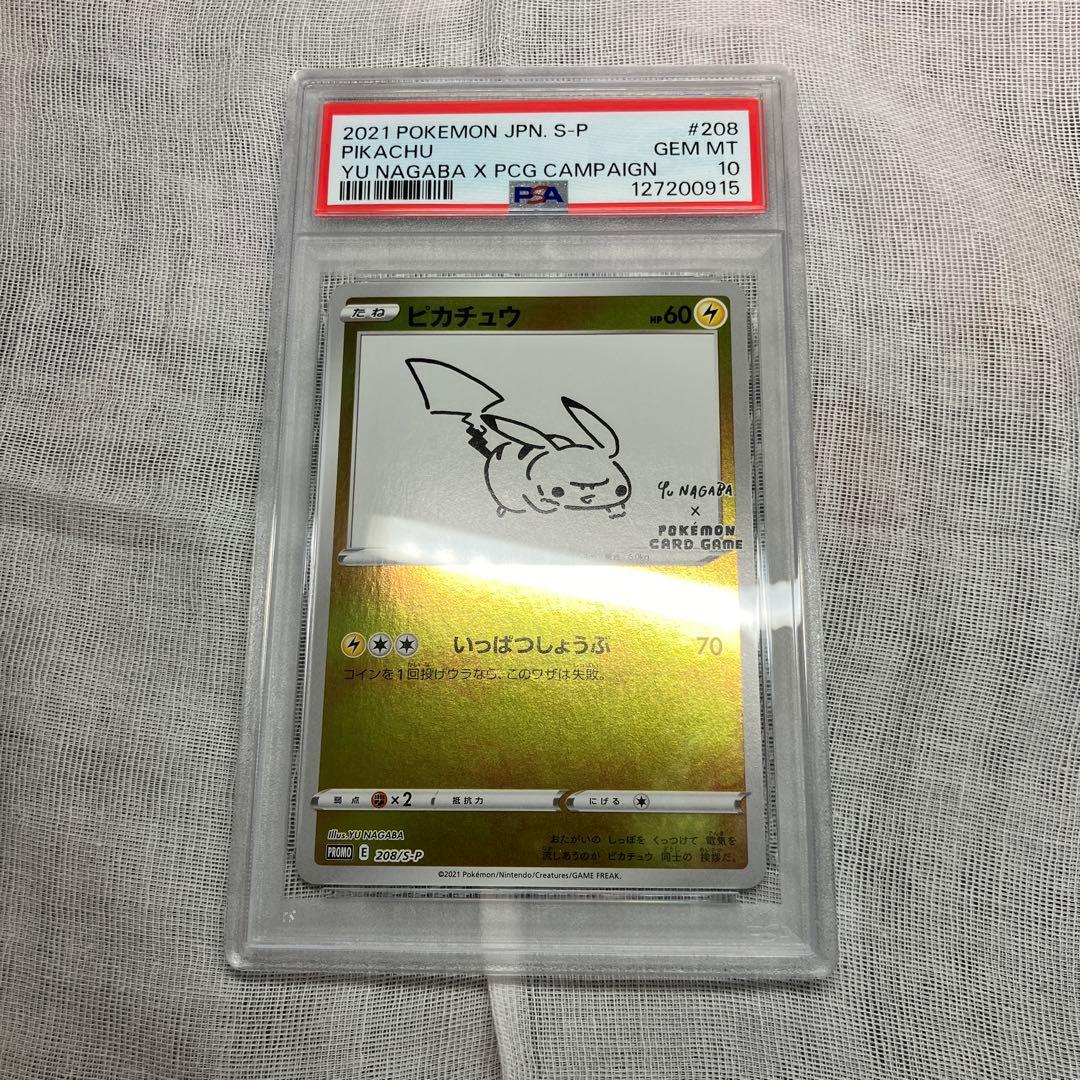 2021 POKEMON JPN. S-P #208
PIKACHU GEM MT
YU NAGABA X PCG CAMPAIGN 10
127200915
PSA
たね ピカチュウ HP60
YU NAGABA
×
POKÉMON
CARD GAME
いっぱつしょうぶ 70
コインを1回投げウラなら、このワザは失敗。
弱点 ×2 抵抗力 にげる
Illus.YU NAGABA
PROMO E 208/S-P
おたがいの しっぽを くっつけて 電気を
流しあうのが ピカチュウ 同士の 挨拶だ。
©2021 Pokémon/Nintendo/Creatures/GAME FREAK.